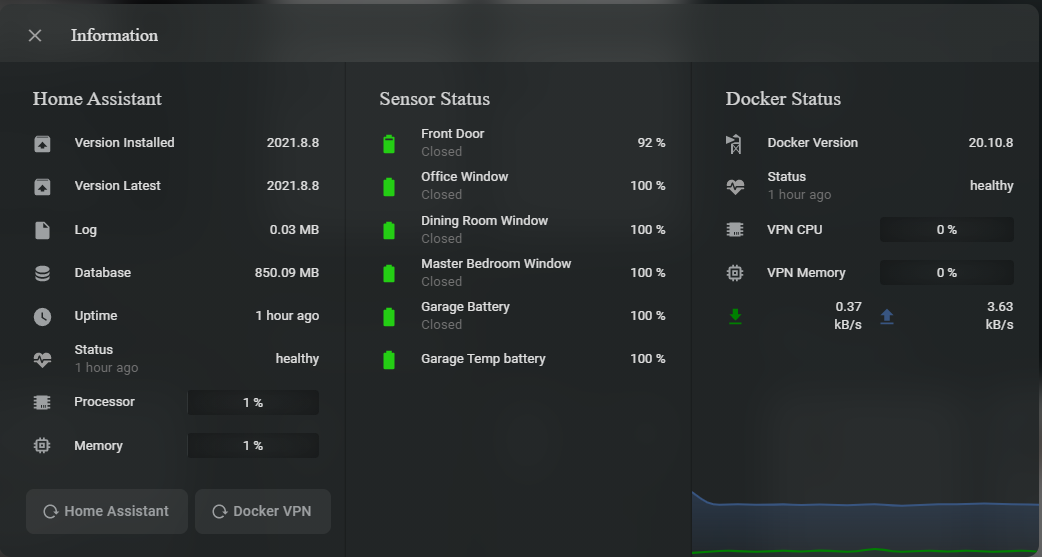 Information
Home Assistant
Version Installed 2021.8.8
Version Latest 2021.8.8
Log 0.03 MB
Database 850.09 MB
Uptime 1 hour ago
Status
1 hour ago
healthy
Processor 1 %
Memory 1 %
Home Assistant Docker VPN
Sensor Status
Front Door
Closed
92 %
Office Window
Closed
100 %
Dining Room Window
Closed
100 %
Master Bedroom Window
Closed
100 %
Garage Battery
Closed
100 %
Garage Temp battery 100 %
Docker Status
Docker Version 20.10.8
Status
1 hour ago
healthy
VPN CPU 0 %
VPN Memory 0 %
0.37
kB/s
3.63
kB/s